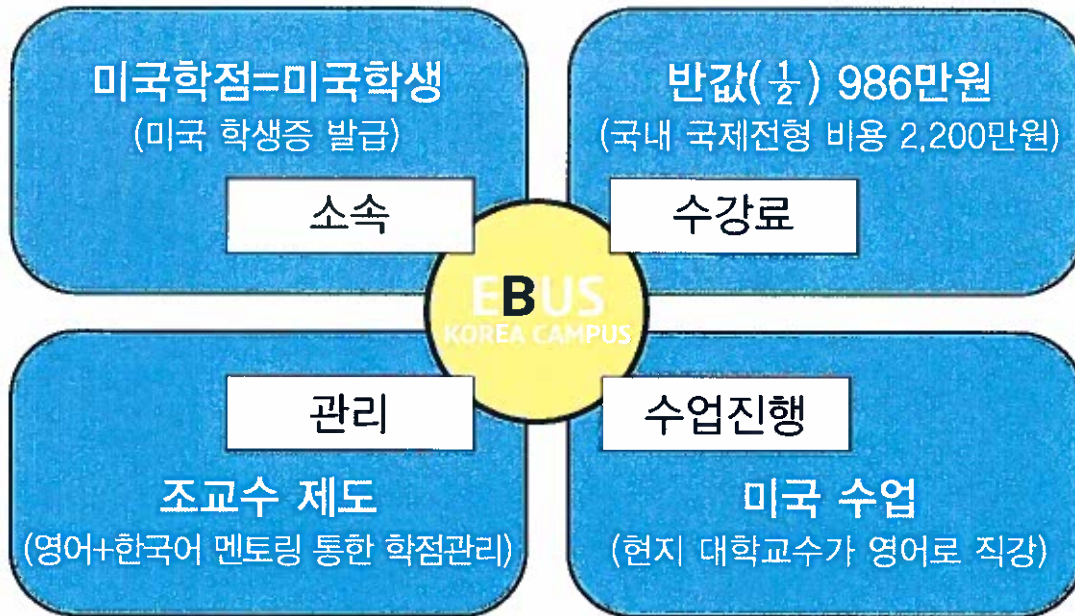 미국학점=미국학생
(미국 학생증 발급)
소속
반값(½) 986만원
(국내 국제전형 비용 2,200만원)
수강료
EBUS
KOREA CAMPUS
관리
조교수 제도
(영어+한국어 멘토링 통한 학점관리)
수업진행
미국 수업
(현지 대학교수가 영어로 직강)